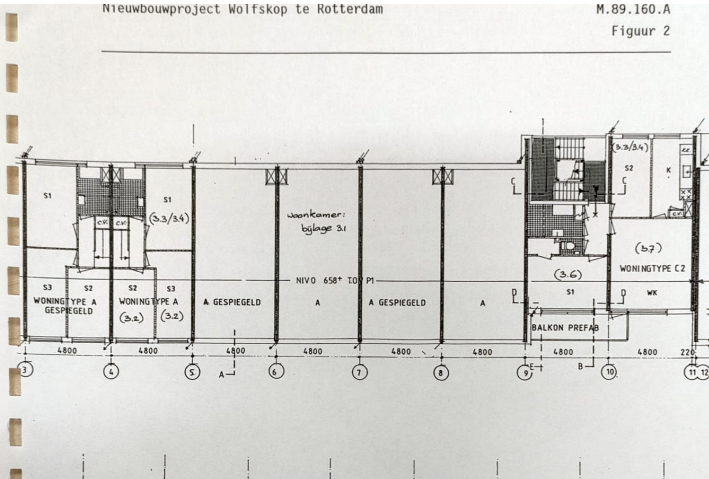 Nieuwbouwproject Wolfskop te Rotterdam
M.89.160.A
Figuur 2
S1
S1
(3.3/3.4)
C.V.
C.V.
woonkamer:
bijlage 3.1
(3.3/3.4)
S2
K
C
C
S3
S2
S2
S3
WONINGTYPE A
GESPIEGELD
WONINGTYPE A
(3.2)
(3.2)
A GESPIEGELD
NIVO 658+ T.O.V. P1
A
A GESPIEGELD
A
(3.6)
S1
D
D
(3.7)
WONINGTYPE C2
WK
BALKON PREFAB
4800
4800
4800
4800
4800
4800
4800
4800
220
3
4
5
A
6
7
8
9
E
B
10
11
12